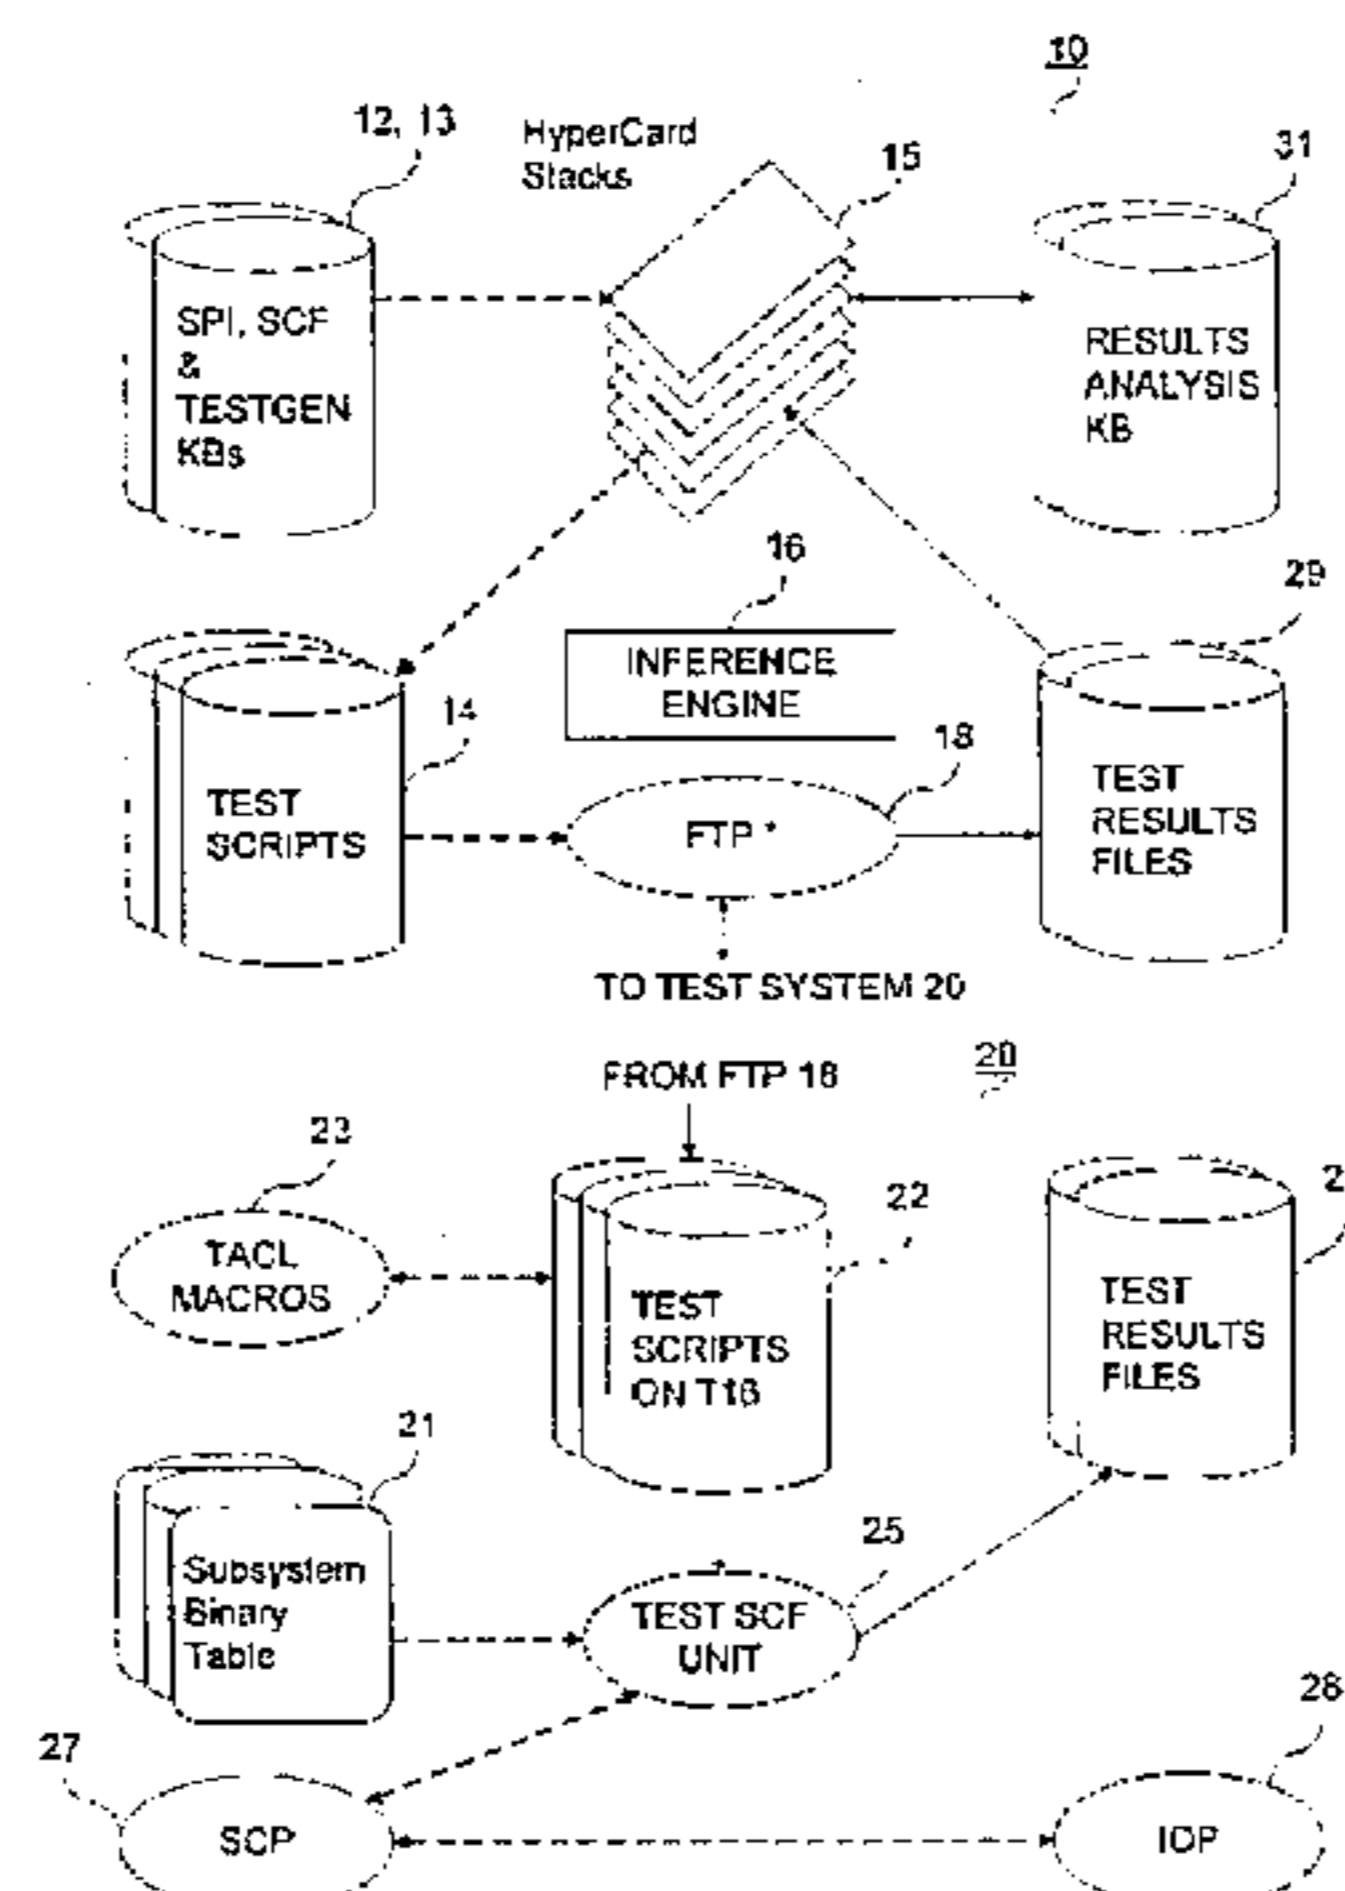 10
12, 13
HyperCard
Stacks
15
31
SPI, SCF
&
TESTGEN
KBs
RESULTS
ANALYSIS
KB
16
29
INFERENCE
ENGINE
14
18
TEST
SCRIPTS
FTP *
TEST
RESULTS
FILES
TO TEST SYSTEM 20
20
FROM FTP 18
23
22
TACL
MACROS
TEST
SCRIPTS
ON T16
TEST
RESULTS
FILES
21
25
Subsystem
Binary
Table
TEST SCF
UNIT
27
SCP
IOP